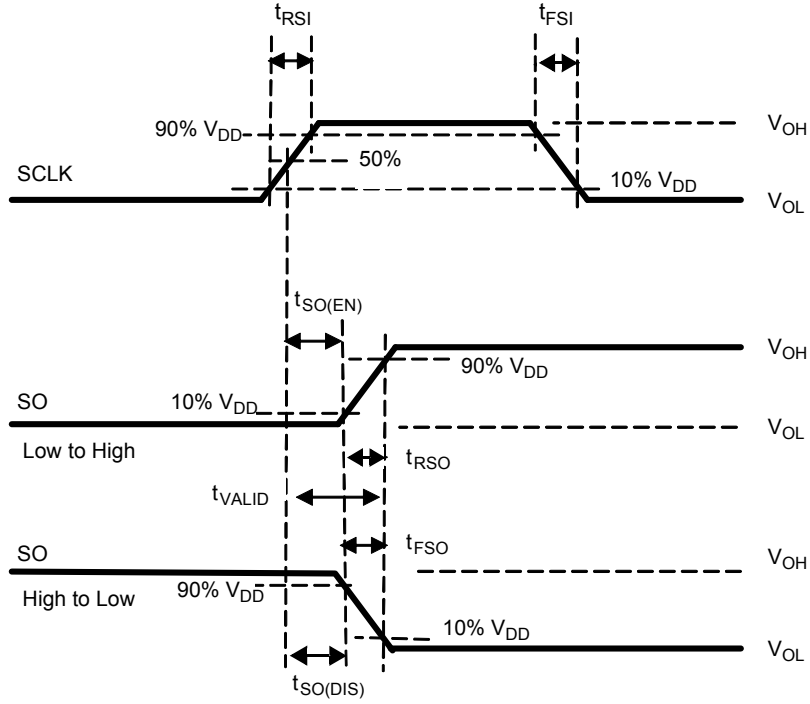 tRSI
tFSI
90% VDD
VOH
50%
SCLK
10% VDD
VOL
tSO(EN)
VOH
90% VDD
SO
10% VDD
VOL
Low to High
tRSO
tVALID
tFSO
SO
VOH
High to Low
90% VDD
10% VDD
VOL
tSO(DIS)